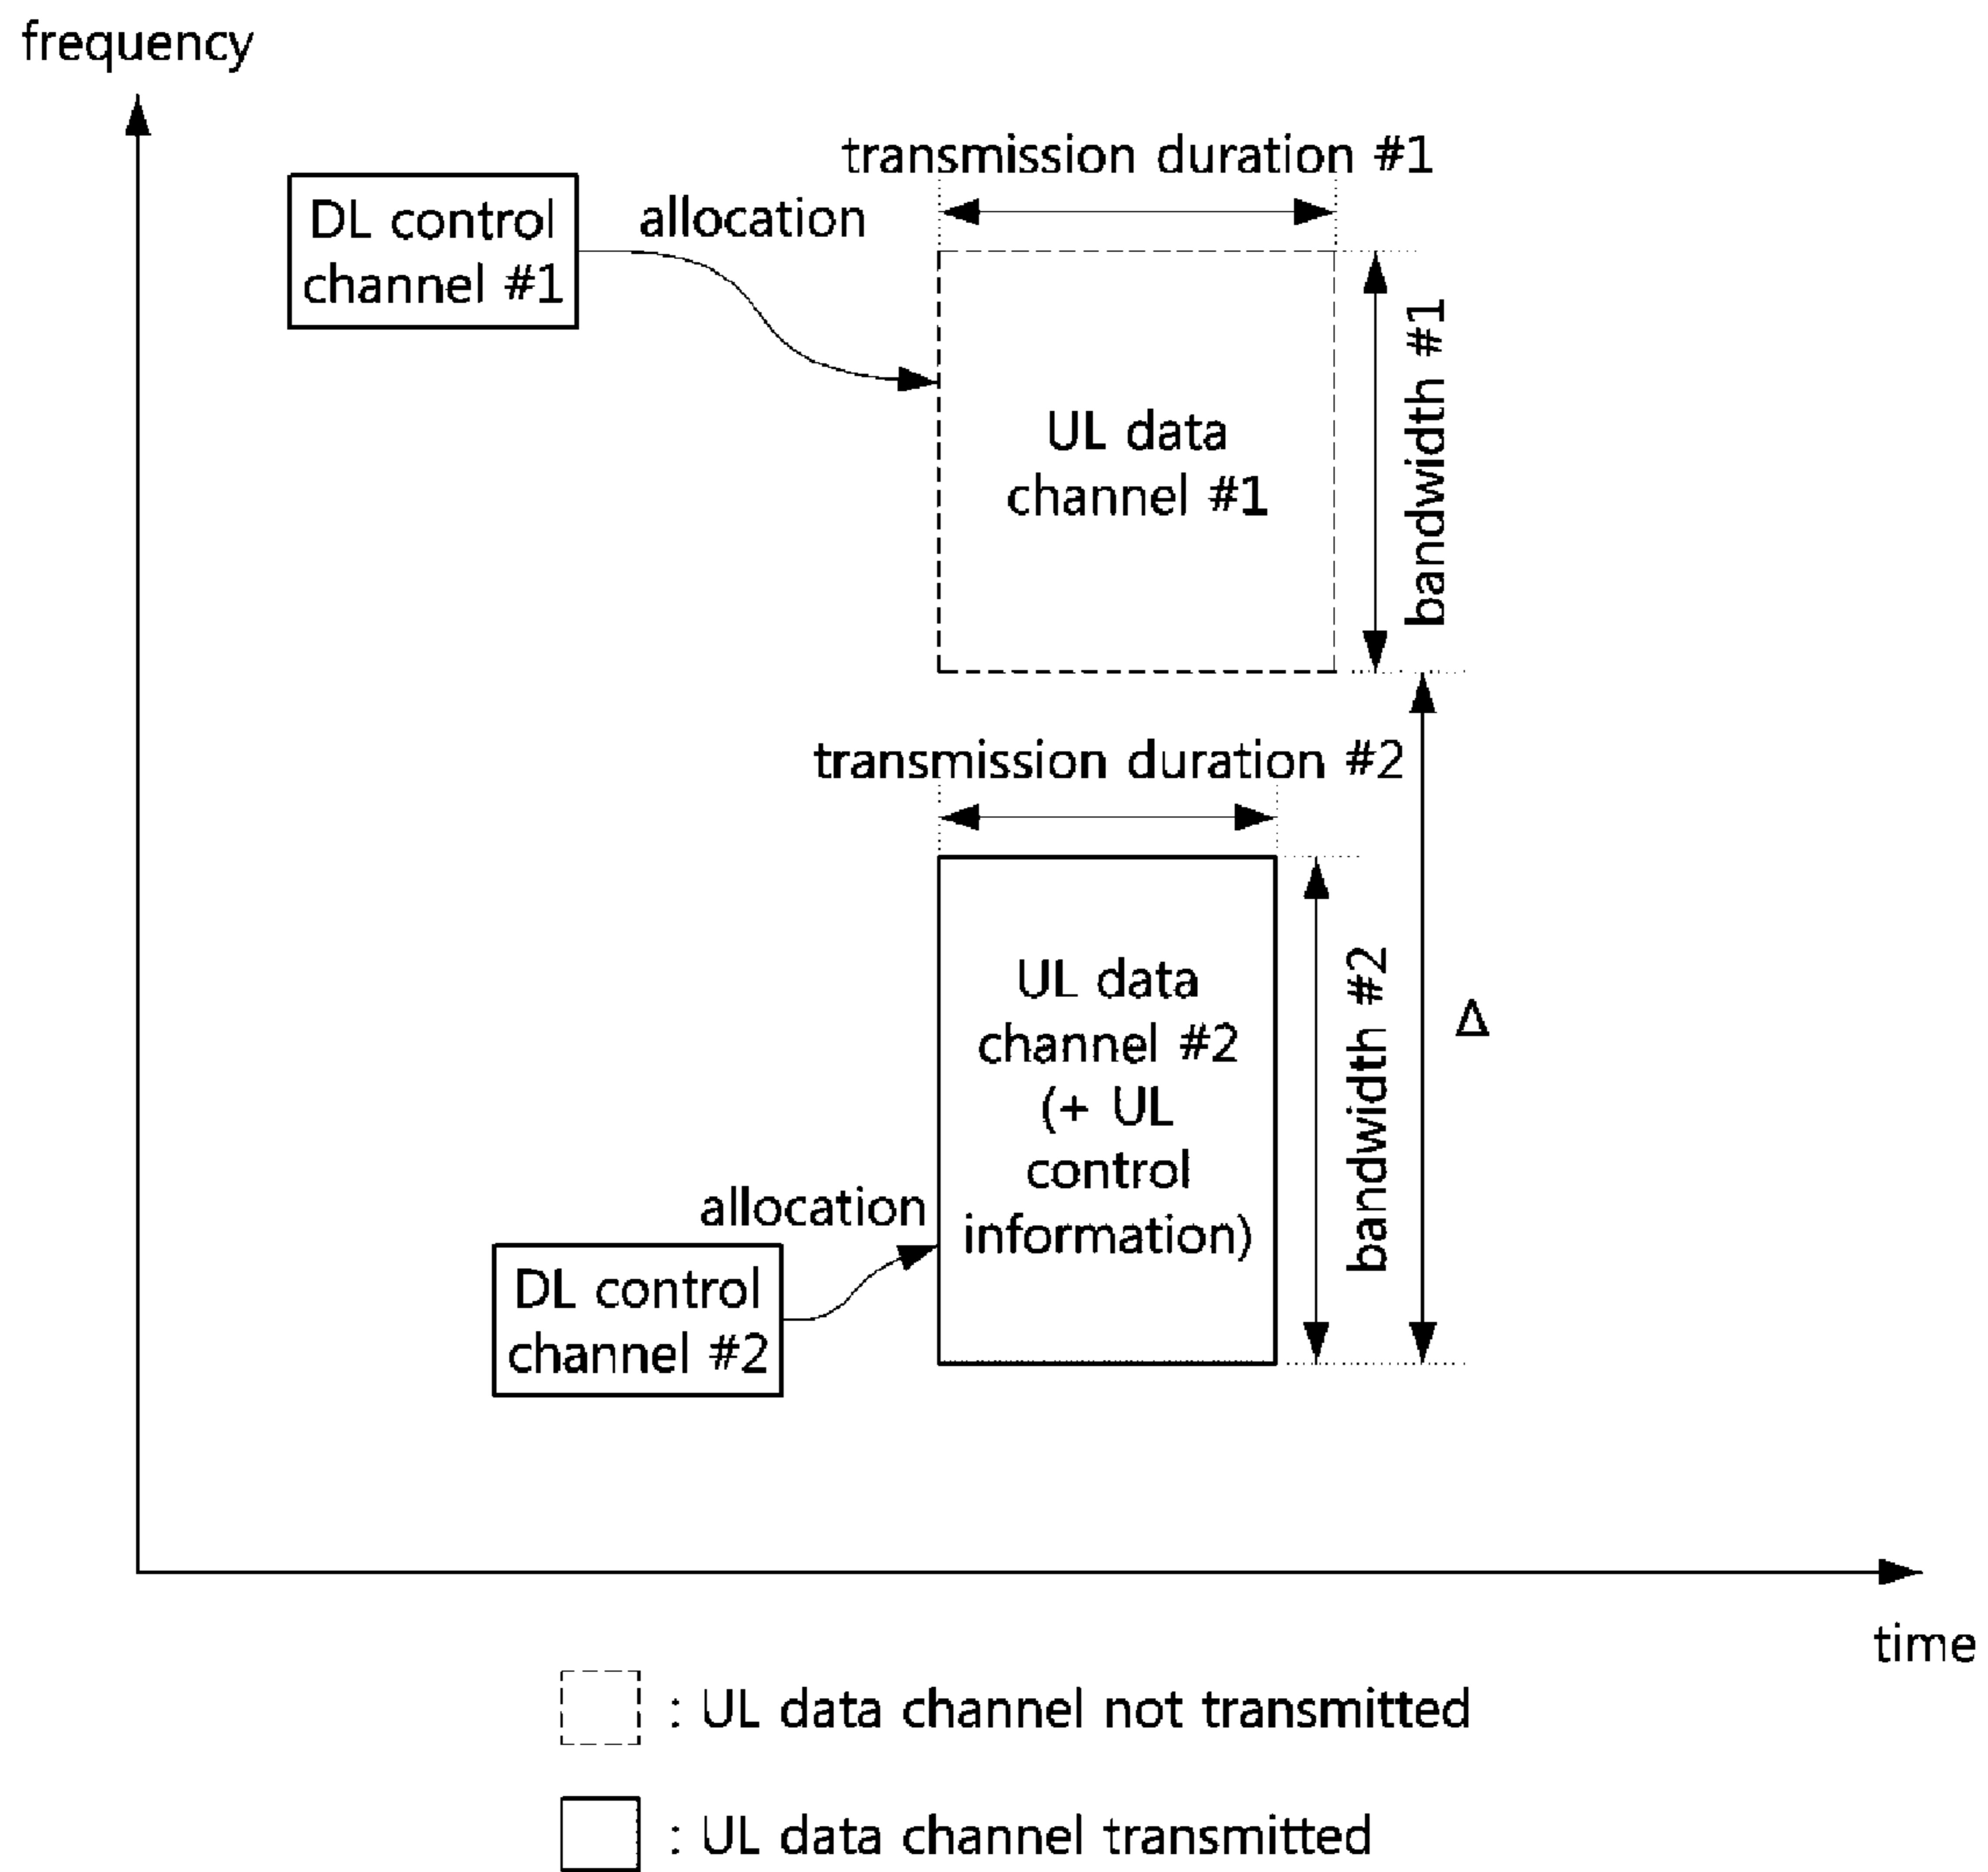 frequency
transmission duration #1
DL control
channel #1
allocation
UL data
channel #1
bandwidth #1
transmission duration #2
UL data
channel #2
(+ UL
control
information)
bandwidth #2
Δ
allocation
DL control
channel #2
time
: UL data channel not transmitted
: UL data channel transmitted